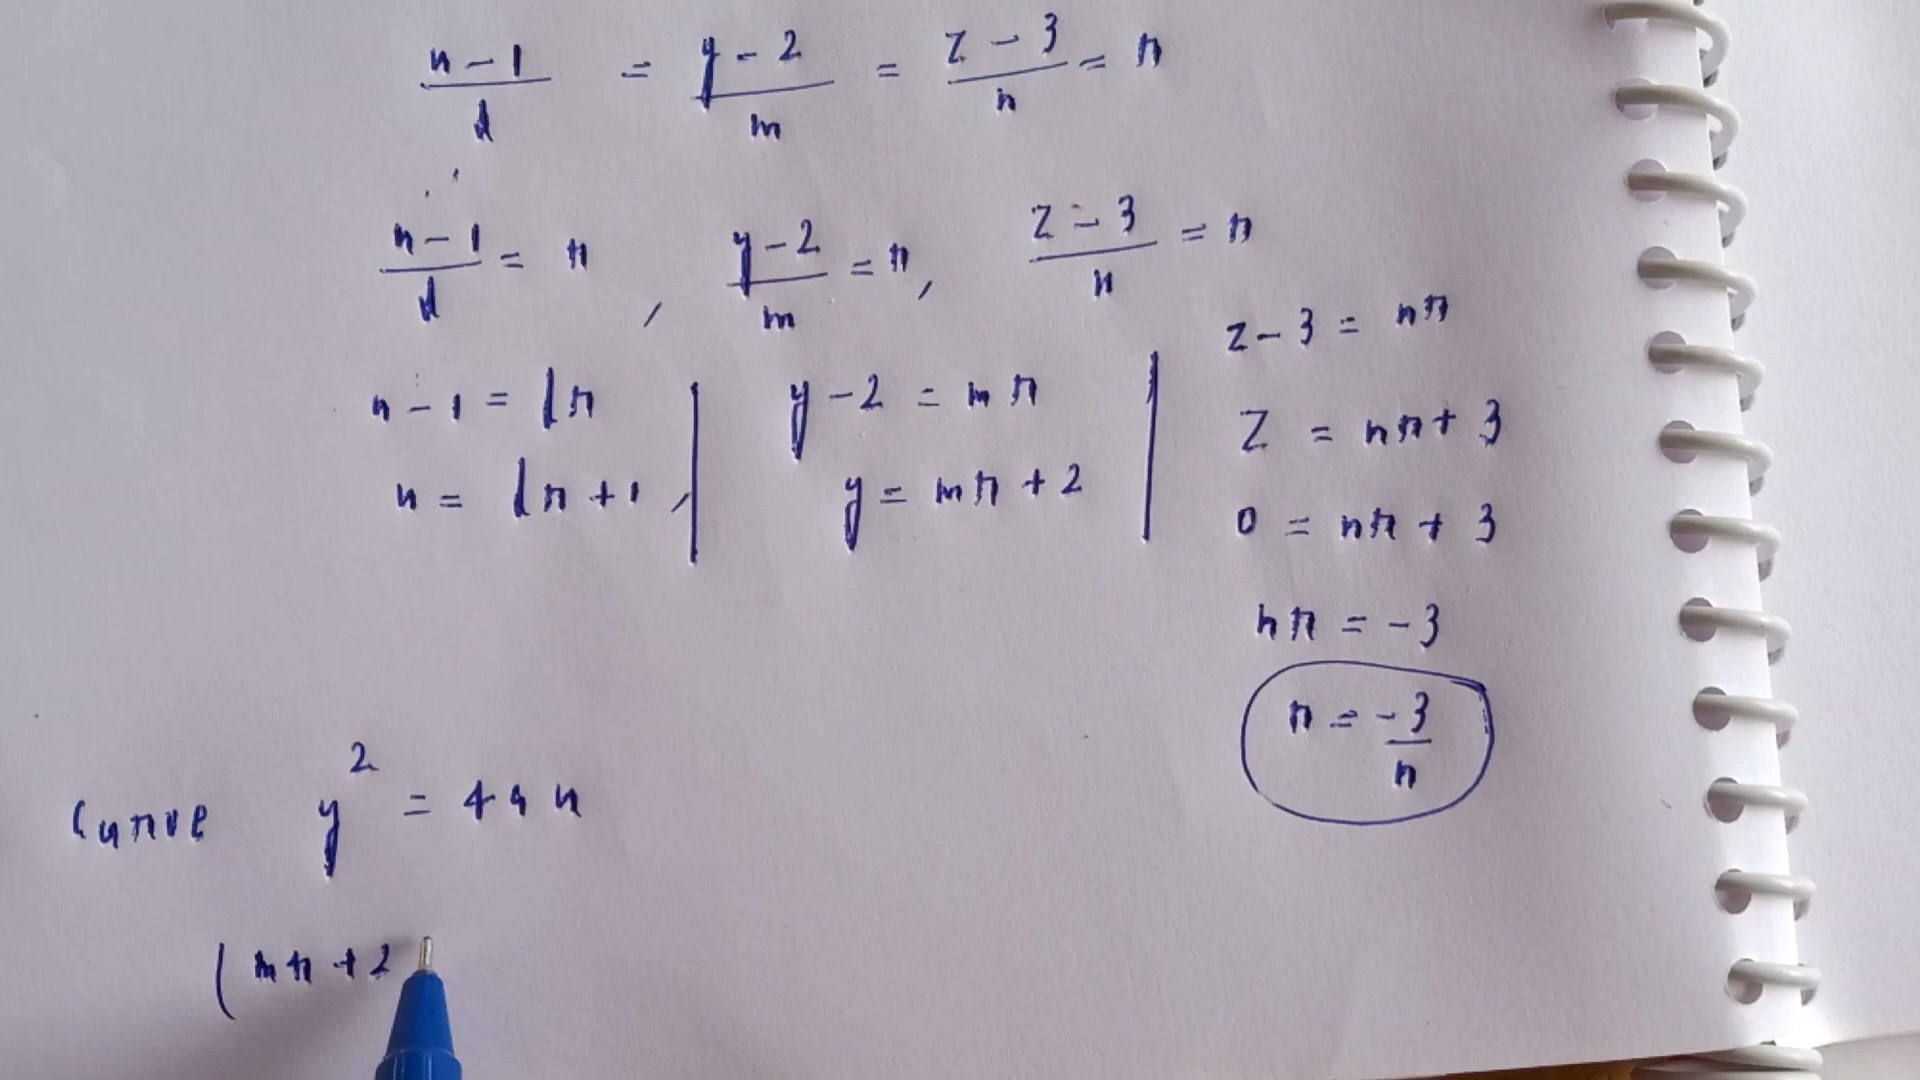 (x-1)/l = (y-2)/m = (z-3)/n = r
(x-1)/l = r , (y-2)/m = r , (z-3)/n = r
z-3 = nr
x-1 = lr | y-2 = mr
z = nr+3
x = lr+1, | y = mr+2
0 = nr+3
nr = -3
r = -3/n
Curve y² = 4ax
(mr+2